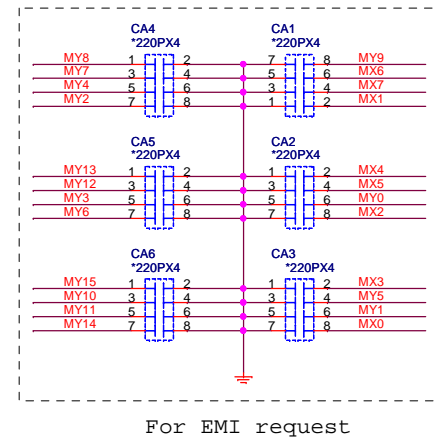 CA4 CA1
*220PX4 *220PX4
MY8 1 2 7 8 MY9
MY7 3 4 5 6 MX6
MY4 5 6 3 4 MX7
MY2 7 8 1 2 MX1
CA5 CA2
*220PX4 *220PX4
MY13 1 2 1 2 MX4
MY12 3 4 3 4 MX5
MY3 5 6 5 6 MY0
MY6 7 8 7 8 MX2
CA6 CA3
*220PX4 *220PX4
MY15 1 2 1 2 MX3
MY10 3 4 3 4 MY5
MY11 5 6 5 6 MY1
MY14 7 8 7 8 MX0
For EMI request